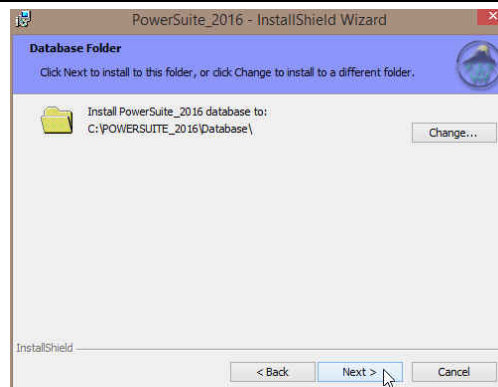 PowerSuite_2016 - InstallShield Wizard
Database Folder
Click Next to install to this folder, or click Change to install to a different folder.
Install PowerSuite_2016 database to:
C:\POWERSUITE_2016\Database\
Change...
InstallShield
< Back Next > Cancel